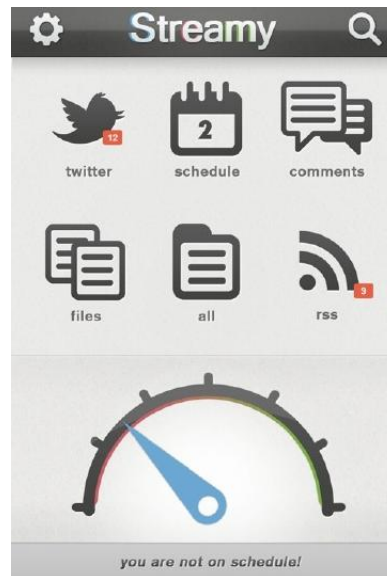 Streamy
12
2
twitter schedule comments
9
files all rss
you are not on schedule!